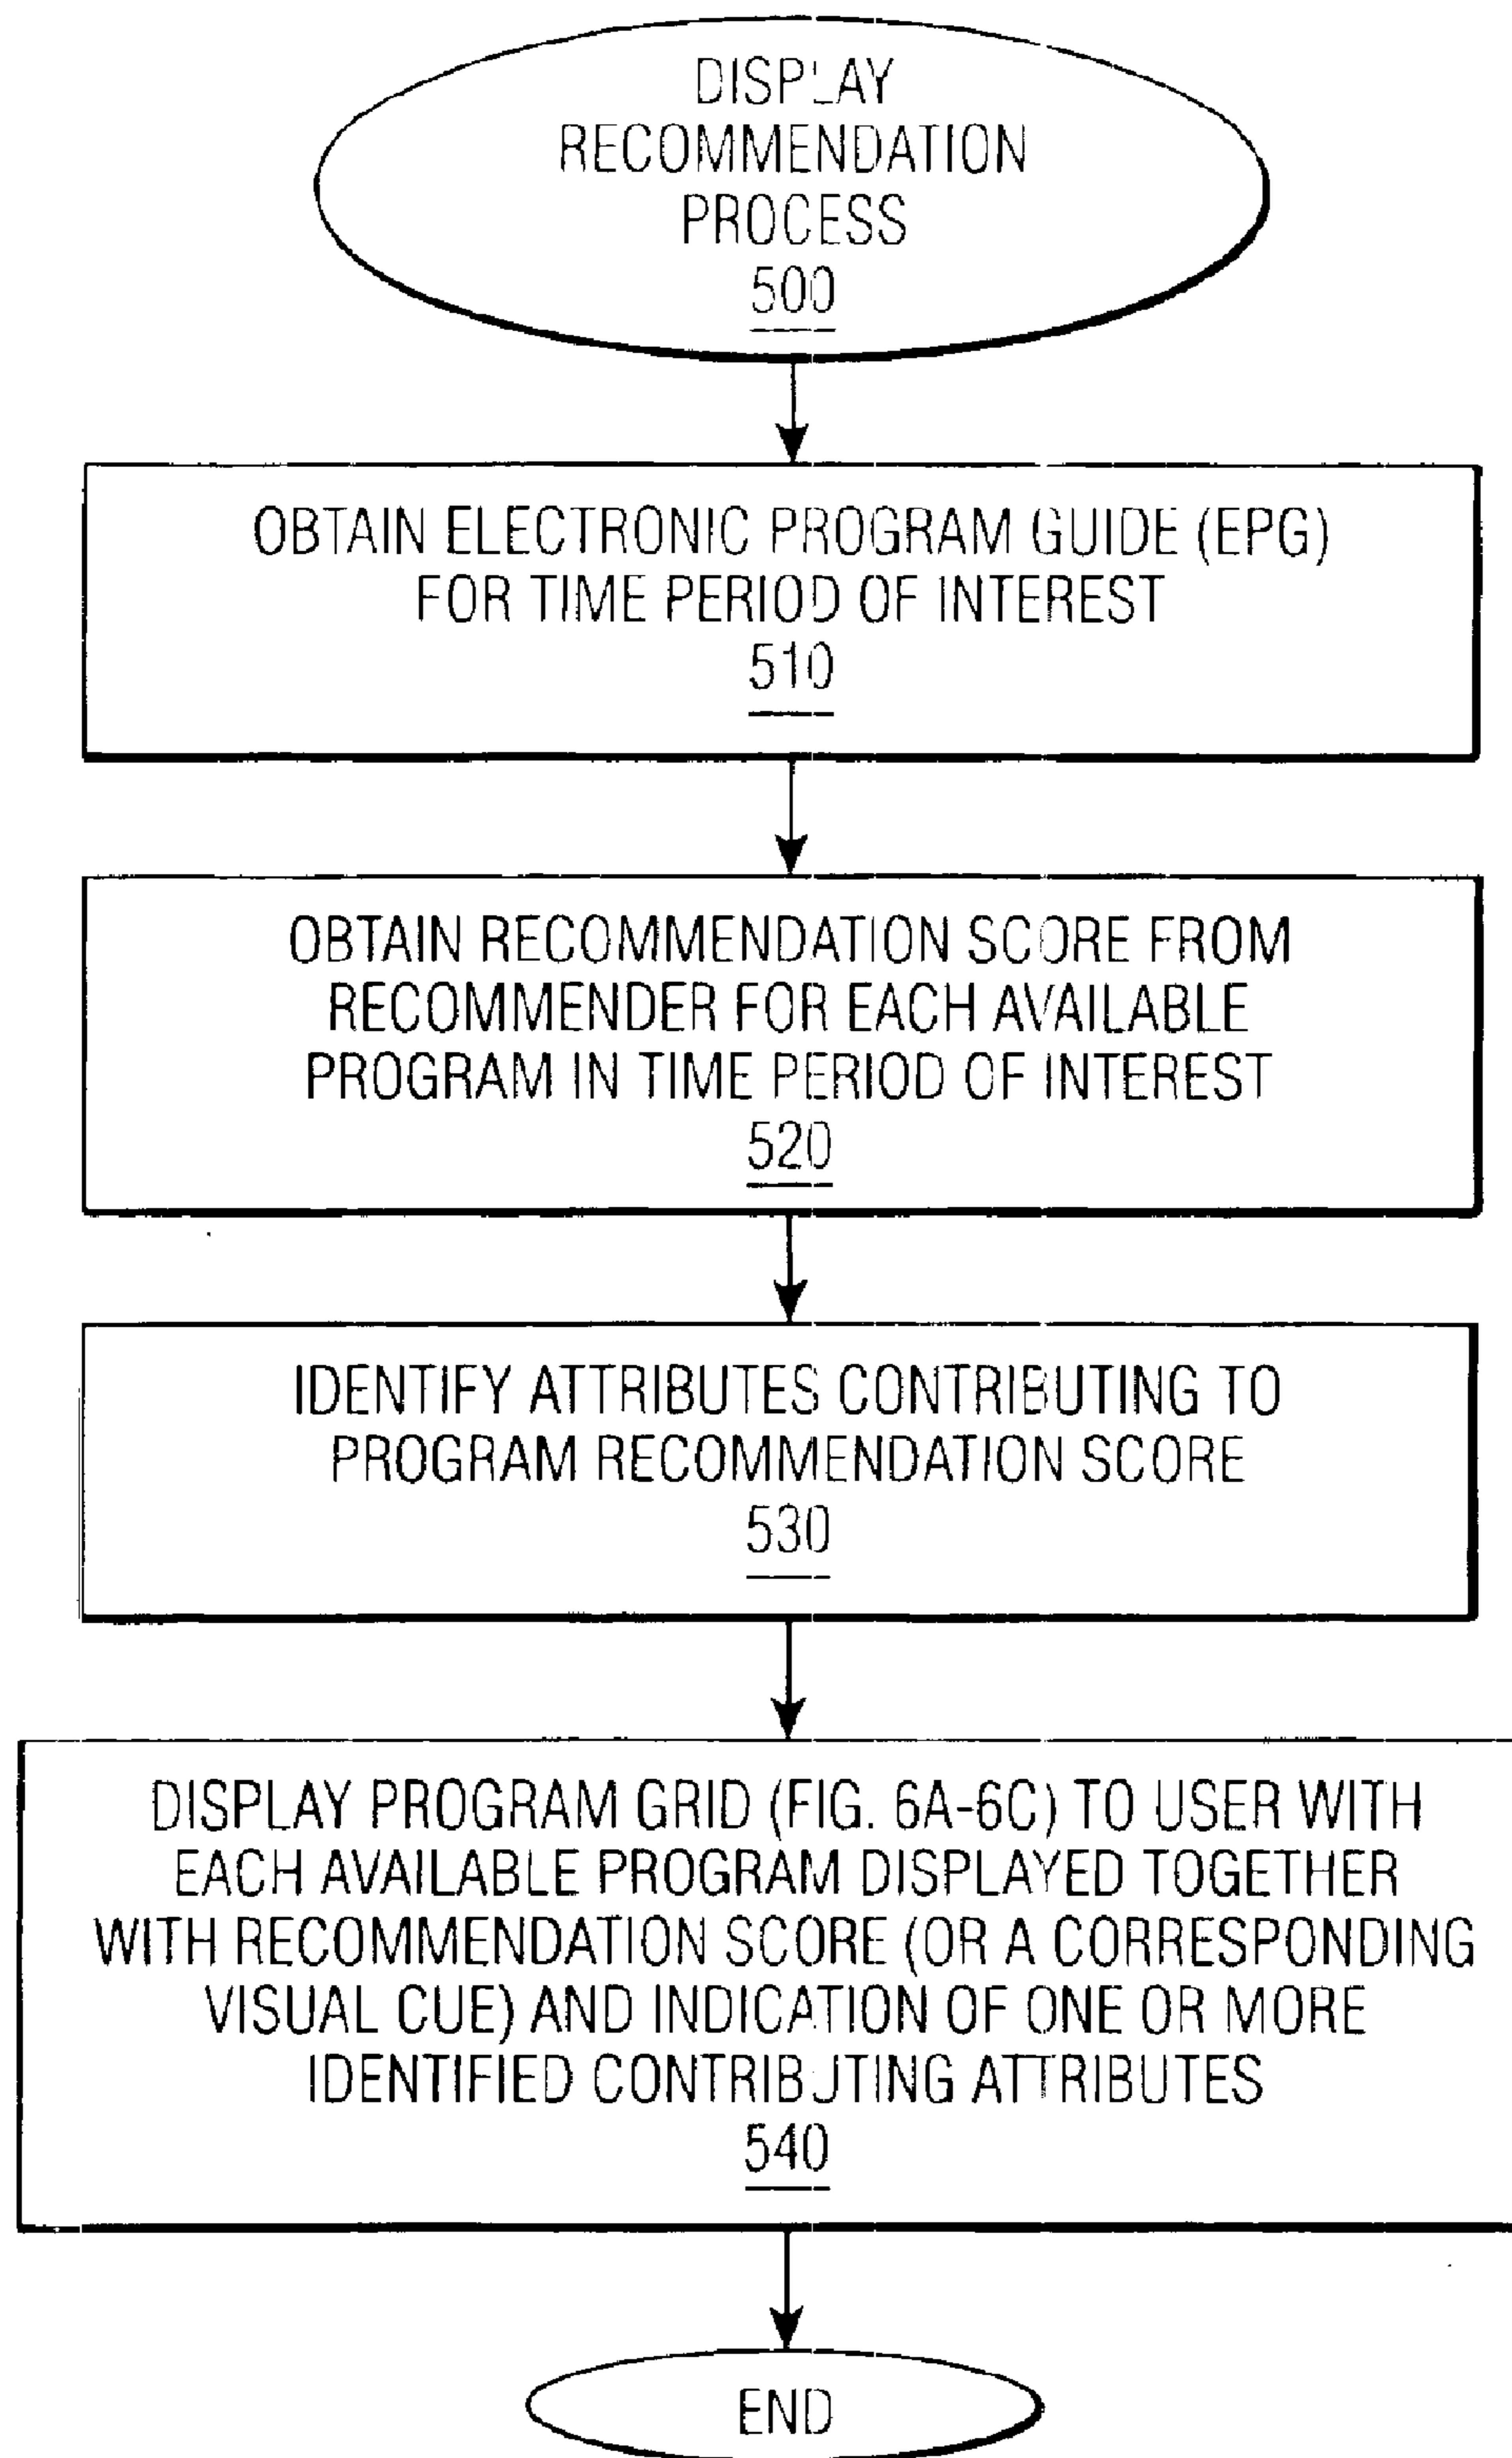 DISPLAY
RECOMMENDATION
PROCESS
500
OBTAIN ELECTRONIC PROGRAM GUIDE (EPG)
FOR TIME PERIOD OF INTEREST
510
OBTAIN RECOMMENDATION SCORE FROM
RECOMMENDER FOR EACH AVAILABLE
PROGRAM IN TIME PERIOD OF INTEREST
520
IDENTIFY ATTRIBUTES CONTRIBUTING TO
PROGRAM RECOMMENDATION SCORE
530
DISPLAY PROGRAM GRID (FIG. 6A-6C) TO USER WITH
EACH AVAILABLE PROGRAM DISPLAYED TOGETHER
WITH RECOMMENDATION SCORE (OR A CORRESPONDING
VISUAL CUE) AND INDICATION OF ONE OR MORE
IDENTIFIED CONTRIBUTING ATTRIBUTES
540
END